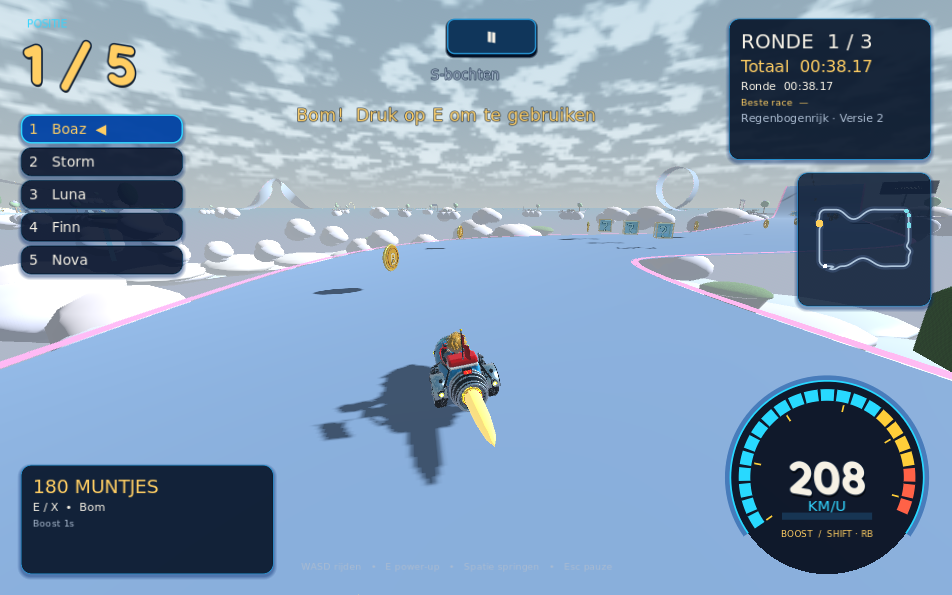 POSITIE
1 / 5
1 Boaz ◀
2 Storm
3 Luna
4 Finn
5 Nova
S-bochten
Bom! Druk op E om te gebruiken
RONDE 1 / 3
Totaal 00:38.17
Ronde 00:38.17
Beste race —
Regenbogenrijk · Versie 2
180 MUNTJES
E / X • Bom
Boost 1s
208
KM/U
BOOST / SHIFT · RB
WASD rijden • E power-up • Spatie springen • Esc pauze